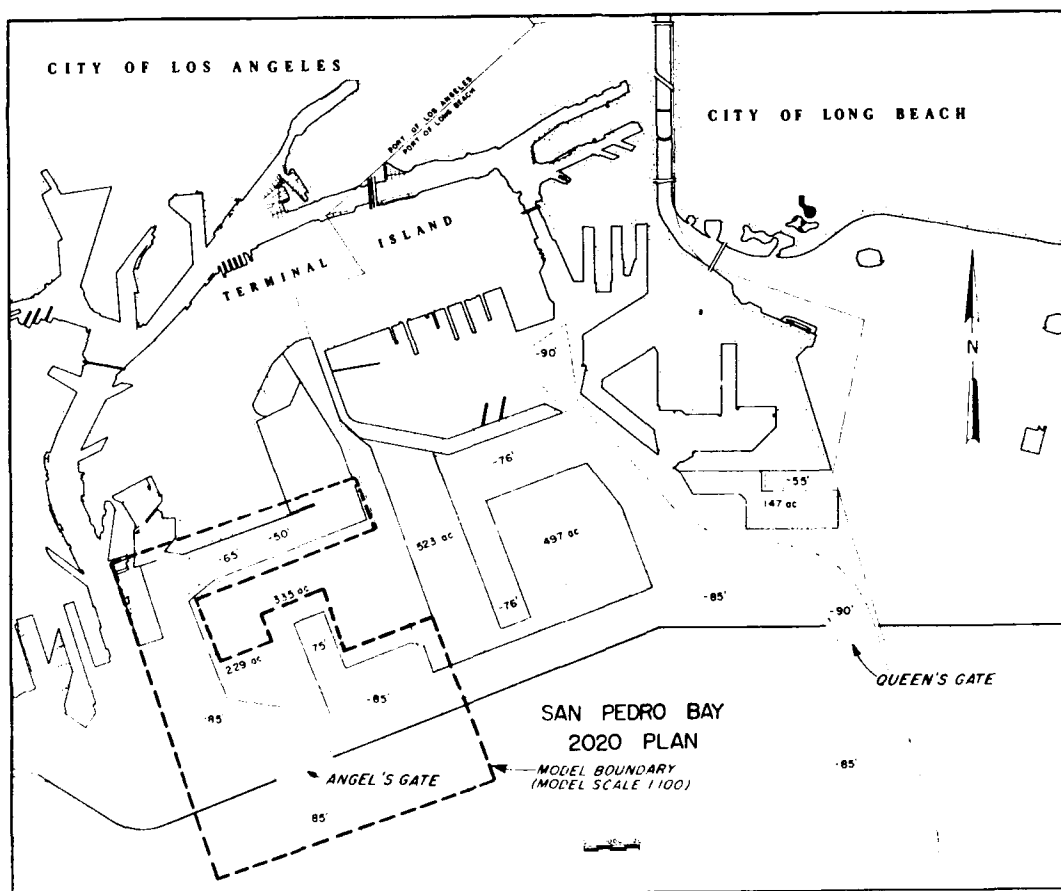 CITY OF LOS ANGELES
PORT OF LOS ANGELES
PORT OF LONG BEACH
CITY OF LONG BEACH
TERMINAL ISLAND
N
-90'
-76'
-55'
147 ac
-65'
-50'
523 ac
497 ac
335 ac
-76'
-85'
-90'
75'
229 ac
QUEEN'S GATE
-85'
-85'
SAN PEDRO BAY
2020 PLAN
ANGEL'S GATE
MODEL BOUNDARY
(MODEL SCALE 1:100)
-85'
85'